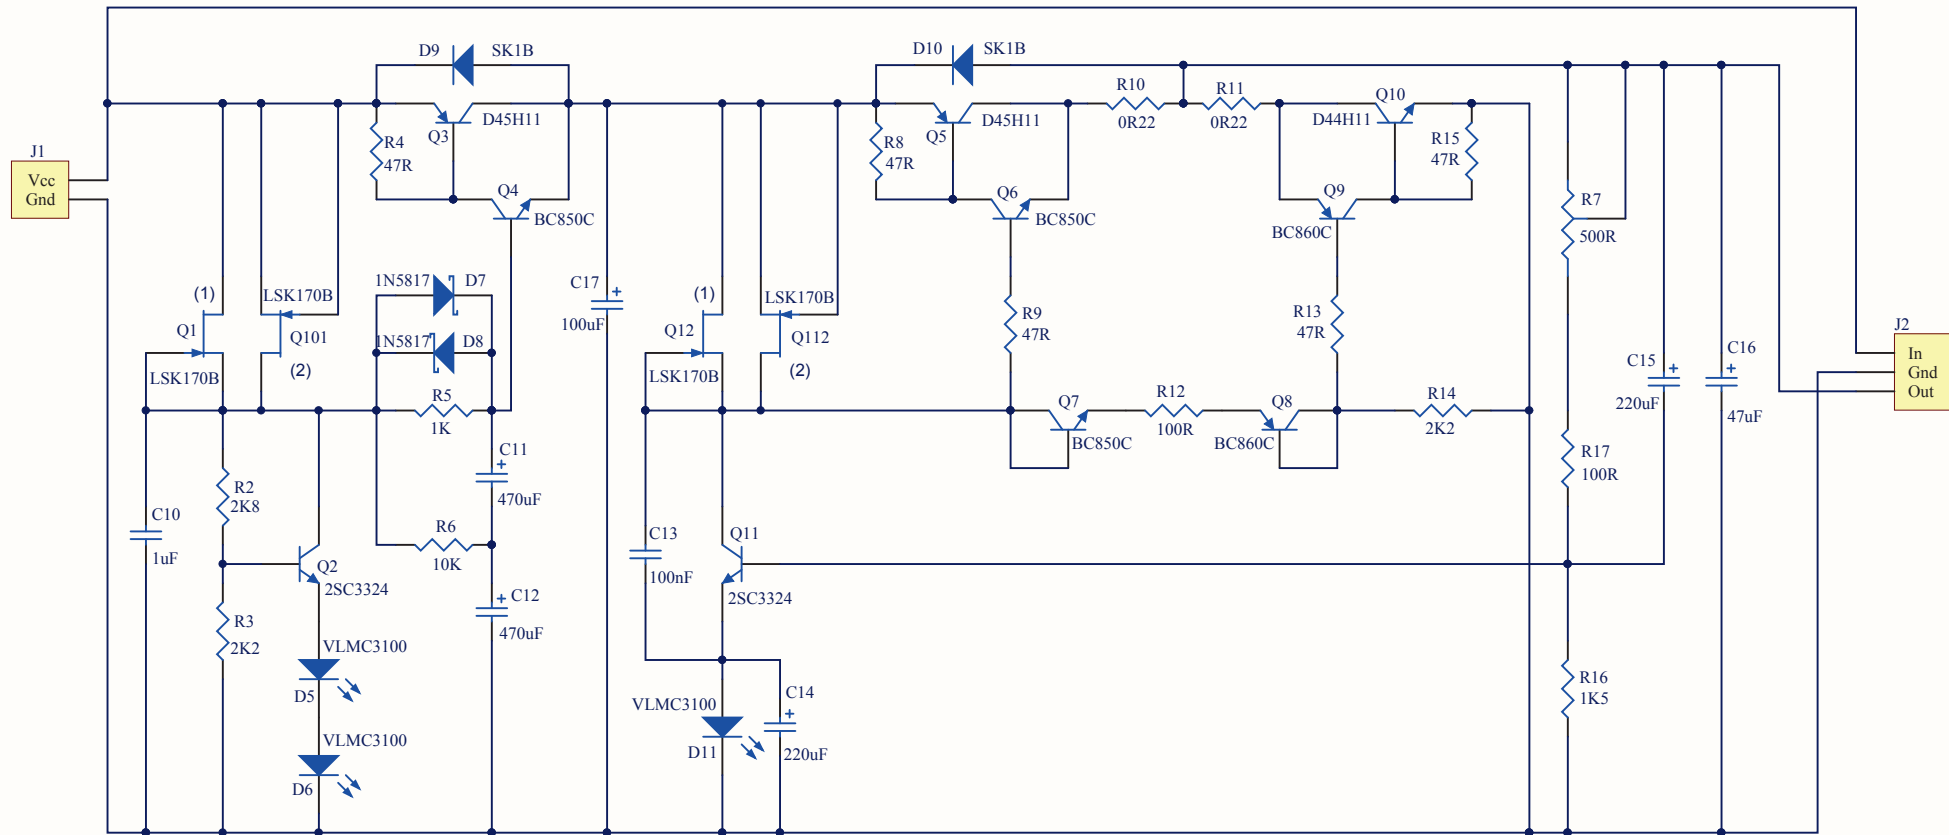 D9 SK1B
D10 SK1B
R10
0R22
R11
0R22
Q10
D44H11
Q3
D45H11
R4
47R
Q5
D45H11
R8
47R
R15
47R
J1
Vcc
Gnd
Q4
BC850C
Q6
BC850C
Q9
BC860C
R7
500R
1N5817 D7
1N5817 D8
C17
+
100uF
(1)
LSK170B
Q1
Q101
LSK170B
(2)
(1)
LSK170B
Q12
Q112
LSK170B
(2)
R9
47R
R13
47R
J2
In
Gnd
Out
C15
+
220uF
C16
+
47uF
R5
1K
Q7
BC850C
R12
100R
Q8
BC860C
R14
2K2
C11
+
470uF
R17
100R
R2
2K8
C10
1uF
R6
10K
Q2
2SC3324
C13
100nF
Q11
2SC3324
R3
2K2
C12
+
470uF
VLMC3100
D5
VLMC3100
D6
VLMC3100
D11
C14
+
220uF
R16
1K5